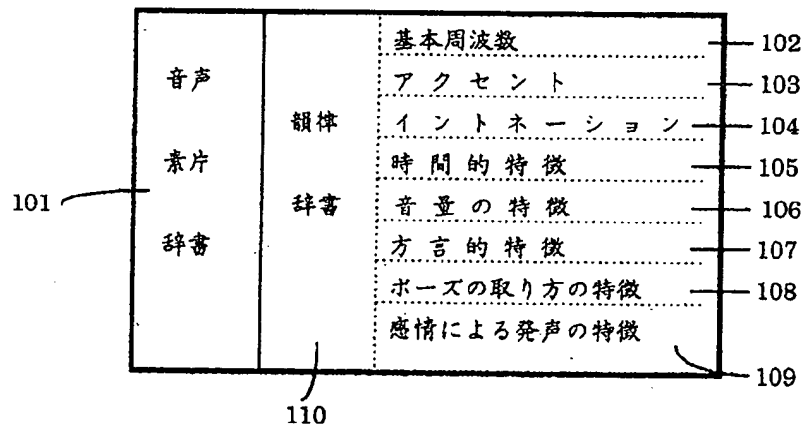 音声
素片
辞書
韻律
辞書
基本周波数
アクセント
イントネーション
時間的特徴
音量の特徴
方言的特徴
ポーズの取り方の特徴
感情による発声の特徴
101
102
103
104
105
106
107
108
109
110